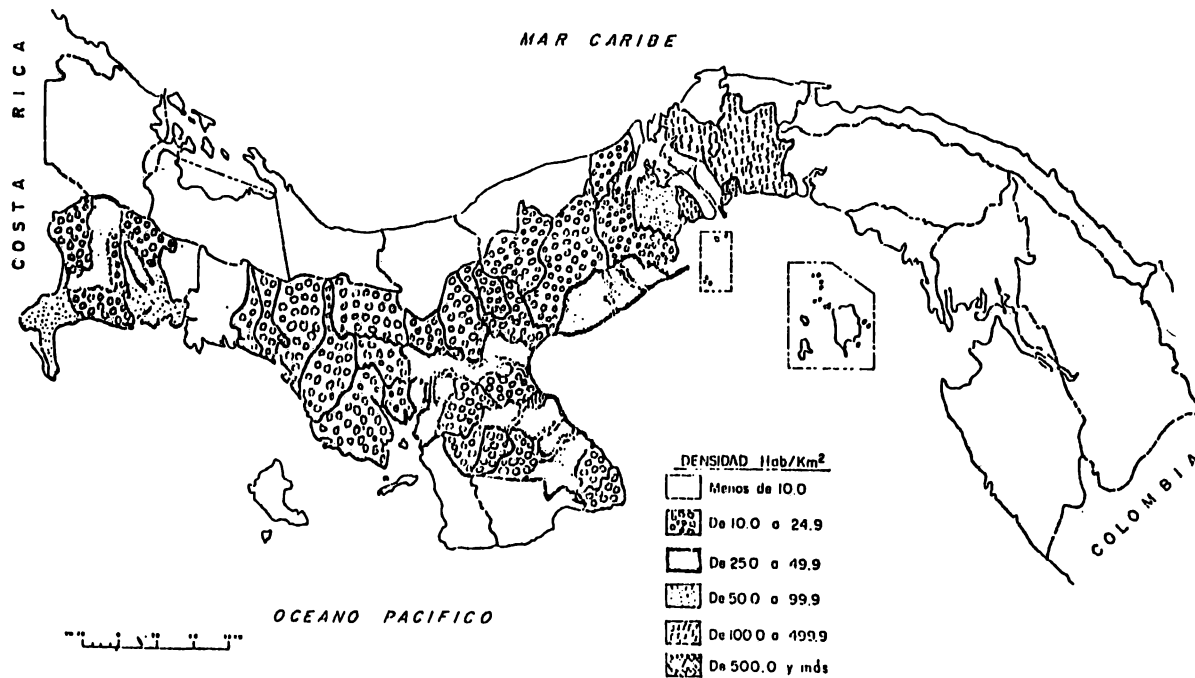 MAR CARIBE
COSTA RICA
DENSIDAD Hab/Km²
Menos de 10.0
De 10.0 a 24.9
De 25.0 a 49.9
De 50.0 a 99.9
De 100.0 a 499.9
De 500.0 y más
COLOMBIA
OCEANO PACIFICO